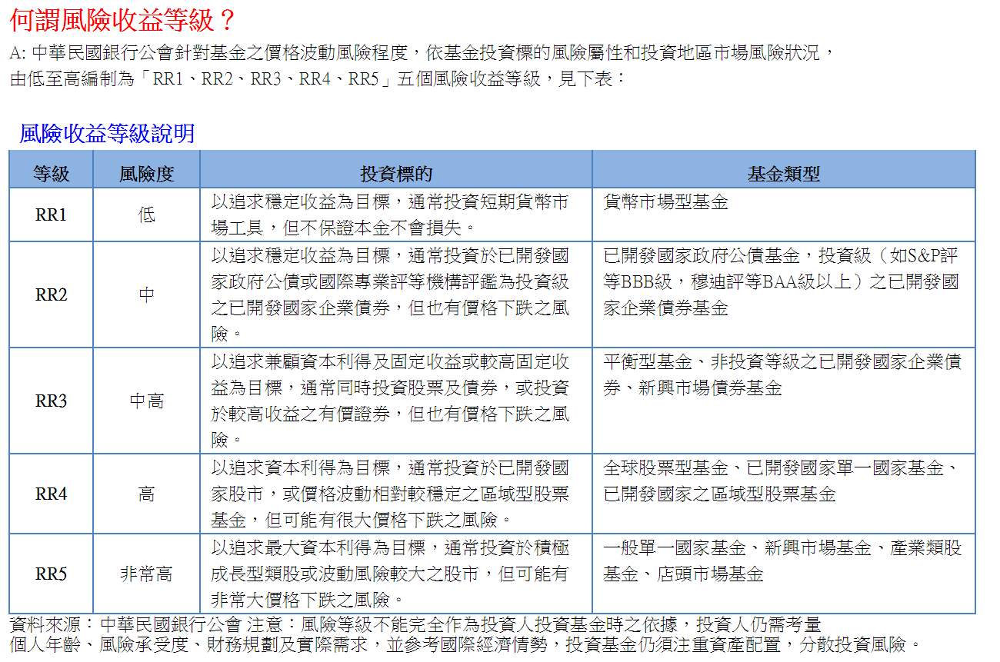 何謂風險收益等級？
A: 中華民國銀行公會針對基金之價格波動風險程度，依基金投資標的風險屬性和投資地區市場風險狀況，
由低至高編制為「RR1、RR2、RR3、RR4、RR5」五個風險收益等級，見下表：
風險收益等級說明
等級 風險度 投資標的 基金類型
RR1
低
以追求穩定收益為目標，通常投資短期貨幣市
場工具，但不保證本金不會損失。
貨幣市場型基金
RR2
中
以追求穩定收益為目標，通常投資於已開發國
家政府公債或國際專業評等機構評鑑為投資級
之已開發國家企業債券，但也有價格下跌之風
險。
已開發國家政府公債基金，投資級（如S&P評
等BBB級，穆迪評等BAA級以上）之已開發國
家企業債券基金
RR3
中高
以追求兼顧資本利得及固定收益或較高固定收
益為目標，通常同時投資股票及債券，或投資
於較高收益之有價證券，但也有價格下跌之風
險。
平衡型基金、非投資等級之已開發國家企業債
券、新興市場債券基金
RR4
高
以追求資本利得為目標，通常投資於已開發國
家股市，或價格波動相對較穩定之區域型股票
基金，但可能有很大價格下跌之風險。
全球股票型基金、已開發國家單一國家基金、
已開發國家之區域型股票基金
RR5
非常高
以追求最大資本利得為目標，通常投資於積極
成長型類股或波動風險較大之股市，但可能有
非常大價格下跌之風險。
一般單一國家基金、新興市場基金、產業類股
基金、店頭市場基金
資料來源：中華民國銀行公會 注意：風險等級不能完全作為投資人投資基金時之依據，投資人仍需考量
個人年齡、風險承受度、財務規劃及實際需求，並參考國際經濟情勢，投資基金仍須注重資產配置，分散投資風險。